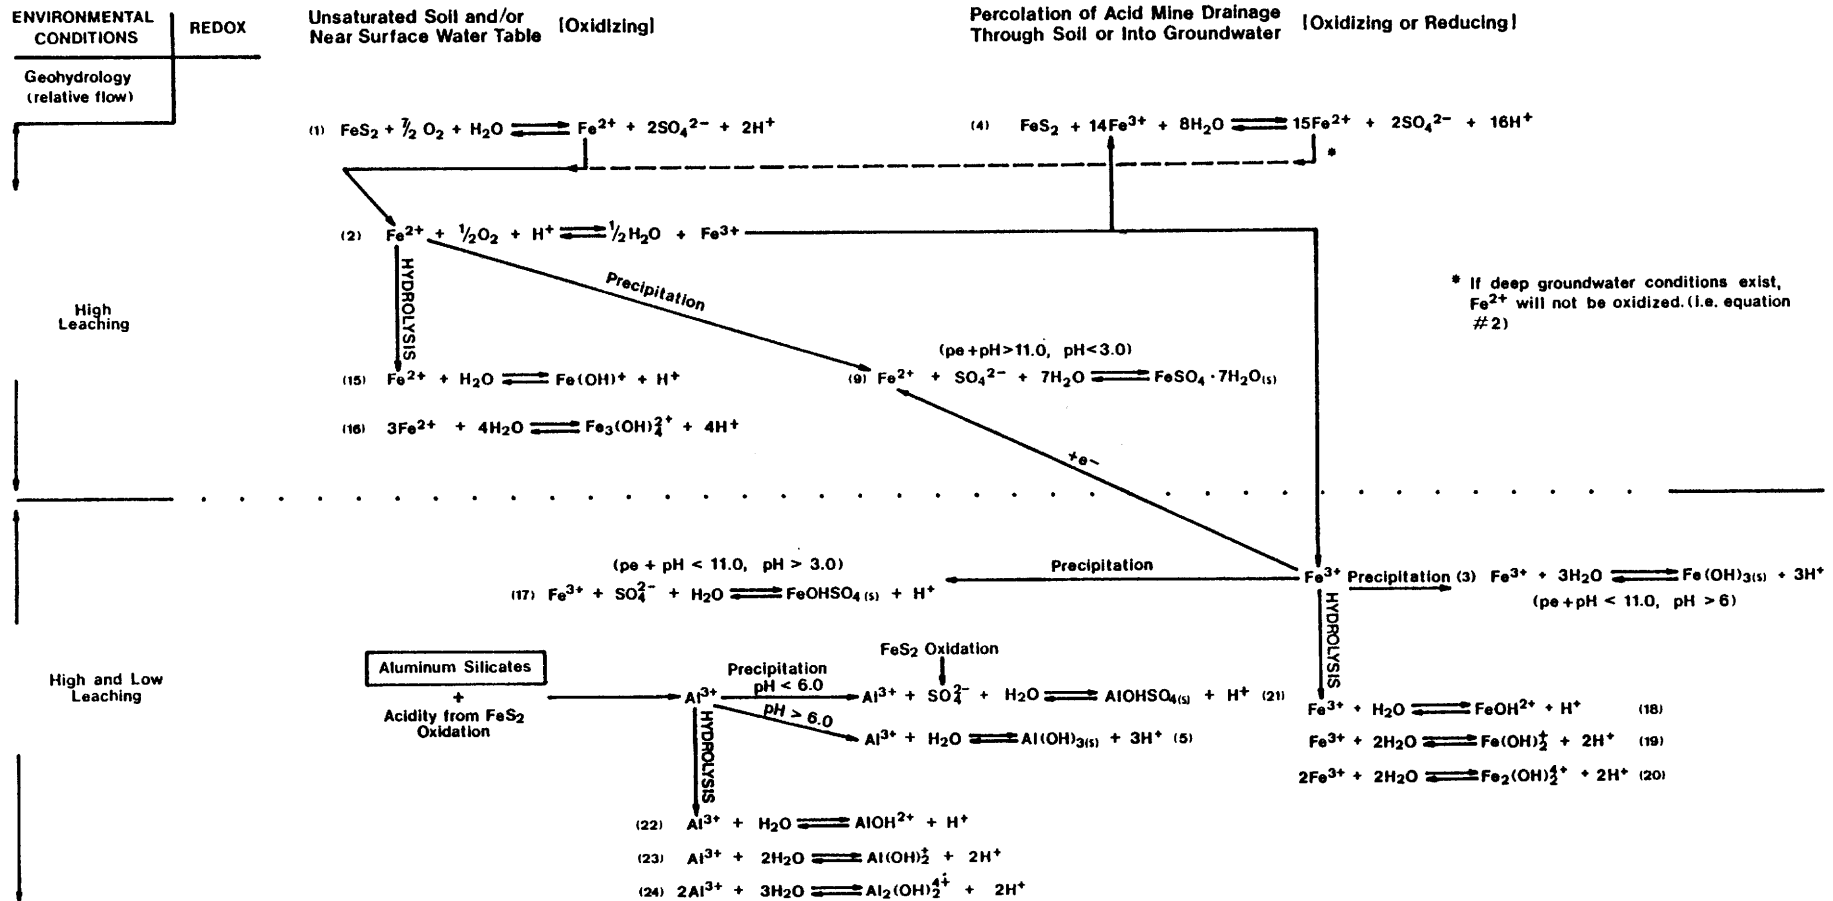 ENVIRONMENTAL CONDITIONS
REDOX
Geohydrology
(relative flow)
Unsaturated Soil and/or
Near Surface Water Table [Oxidizing]
Percolation of Acid Mine Drainage
Through Soil or Into Groundwater [Oxidizing or Reducing]
(1) FeS₂ + 7/2 O₂ + H₂O ⇌ Fe²⁺ + 2SO₄²⁻ + 2H⁺
(4) FeS₂ + 14Fe³⁺ + 8H₂O ⇌ 15Fe²⁺ + 2SO₄²⁻ + 16H⁺
*
(2) Fe²⁺ + ½O₂ + H⁺ ⇌ ½H₂O + Fe³⁺
HYDROLYSIS
Precipitation
* If deep groundwater conditions exist,
Fe²⁺ will not be oxidized. (i.e. equation
#2)
High
Leaching
(pe+pH>11.0, pH<3.0)
(15) Fe²⁺ + H₂O ⇌ Fe(OH)⁺ + H⁺
(9) Fe²⁺ + SO₄²⁻ + 7H₂O ⇌ FeSO₄·7H₂O(s)
(16) 3Fe²⁺ + 4H₂O ⇌ Fe₃(OH)₄²⁺ + 4H⁺
+e-
(pe + pH < 11.0, pH > 3.0)
Precipitation
Fe³⁺ Precipitation (3) Fe³⁺ + 3H₂O ⇌ Fe(OH)₃(s) + 3H⁺
(17) Fe³⁺ + SO₄²⁻ + H₂O ⇌ FeOHSO₄(s) + H⁺
(pe+pH < 11.0, pH > 6)
HYDROLYSIS
High and Low
Leaching
Aluminum Silicates
+
Acidity from FeS₂
Oxidation
FeS₂ Oxidation
Precipitation
pH < 6.0
Al³⁺
Al³⁺ + SO₄²⁻ + H₂O ⇌ AlOHSO₄(s) + H⁺ (21)
pH > 6.0
Al³⁺ + H₂O ⇌ Al(OH)₃(s) + 3H⁺ (5)
HYDROLYSIS
Fe³⁺ + H₂O ⇌ FeOH²⁺ + H⁺ (18)
Fe³⁺ + 2H₂O ⇌ Fe(OH)₂⁺ + 2H⁺ (19)
2Fe³⁺ + 2H₂O ⇌ Fe₂(OH)₂⁴⁺ + 2H⁺ (20)
(22) Al³⁺ + H₂O ⇌ AlOH²⁺ + H⁺
(23) Al³⁺ + 2H₂O ⇌ Al(OH)₂⁺ + 2H⁺
(24) 2Al³⁺ + 3H₂O ⇌ Al₂(OH)₂⁴⁺ + 2H⁺